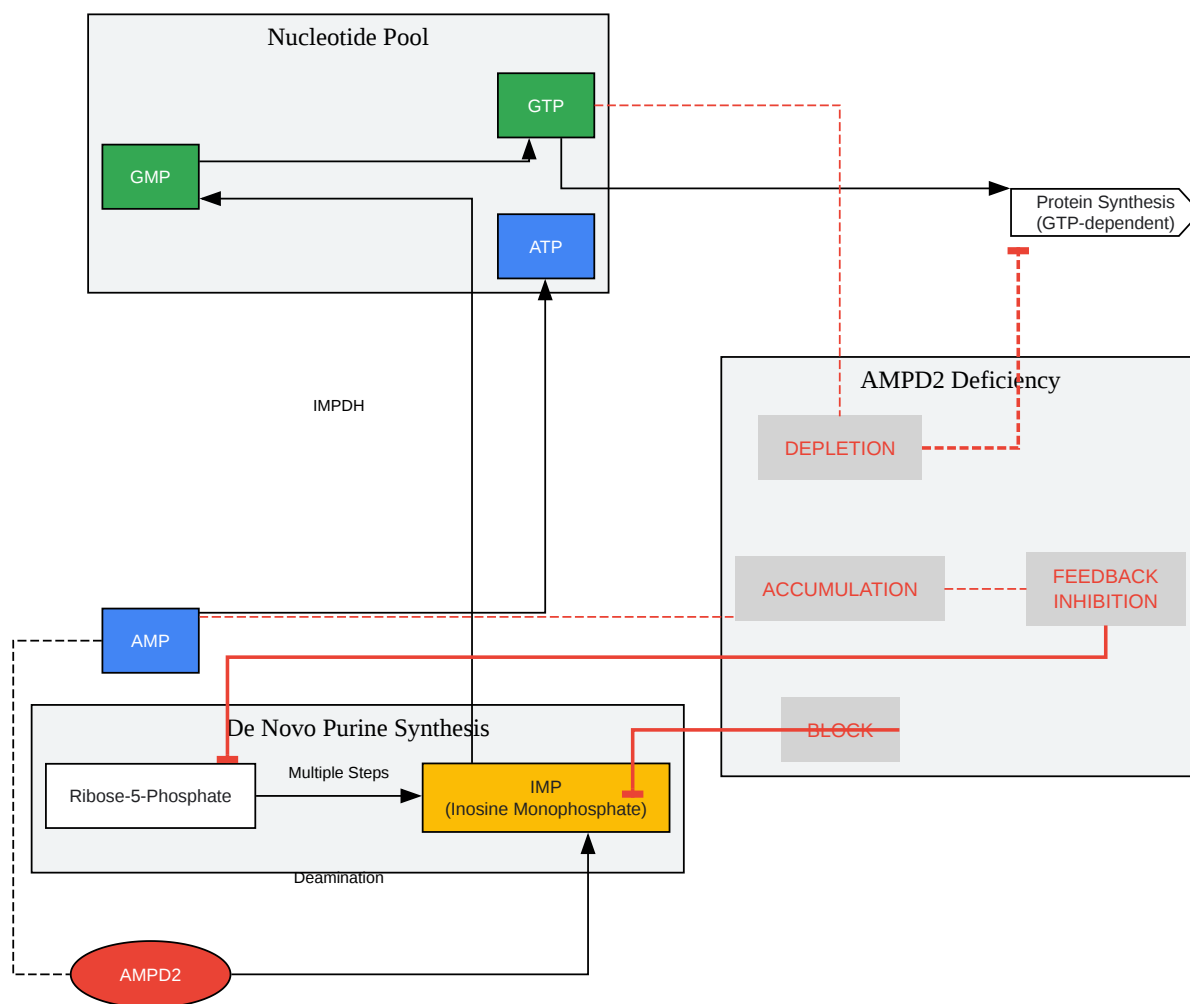 Nucleotide Pool
GTP
GMP
ATP
Protein Synthesis
(GTP-dependent)
AMPD2 Deficiency
IMPDH
DEPLETION
ACCUMULATION
FEEDBACK
INHIBITION
AMP
De Novo Purine Synthesis
BLOCK
Multiple Steps
Ribose-5-Phosphate
IMP
(Inosine Monophosphate)
Deamination
AMPD2